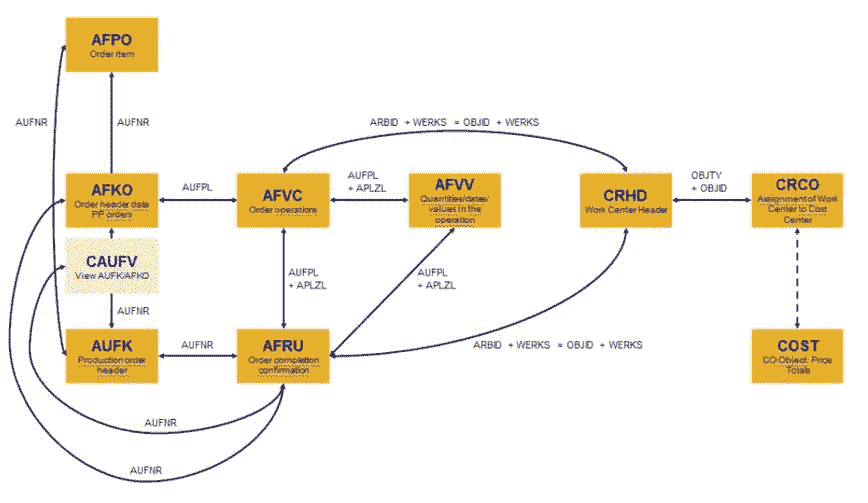 AFPO
Order item
AUFNR
AUFNR
ARBID + WERKS = OBJID + WERKS
AFKO
Order header data
PP orders
AUFPL
AFVC
Order operations
AUFPL
+ APLZL
AFVV
Quantities/dates/
values in the
operation
CRHD
Work Center Header
OBJTY
+ OBJID
CRCO
Assignment of Work
Center to Cost
Center
CAUFV
View AUFK/AFKO
AUFNR
AUFPL
+ APLZL
AUFPL
+ APLZL
AUFK
Production order
header
AUFNR
AFRU
Order completion
confirmation
ARBID + WERKS = OBJID + WERKS
COST
CO Object: Price
Totals
AUFNR
AUFNR